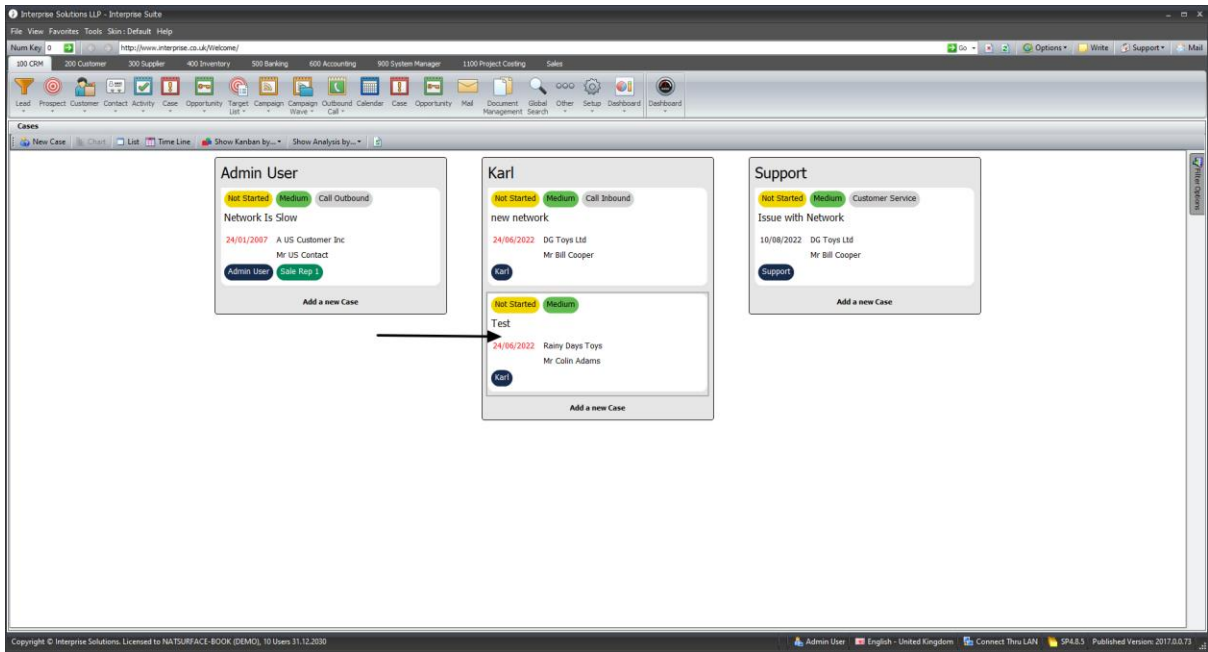 Interprise Solutions LLP - Interprise Suite
File View Favorites Tools Skin : Default Help
Num Key 0 http://www.interprise.co.uk/Welcome/ Go Options Write Support Mail
100 CRM 200 Customer 300 Supplier 400 Inventory 500 Banking 600 Accounting 900 System Manager 1100 Project Costing Sales
Lead Prospect Customer Contact Activity Case Opportunity Target List Campaign Campaign Wave Outbound Call Calendar Case Opportunity Mail Document Management Global Search Other Setup Dashboard Dashboard
Cases
New Case Chart List Time Line Show Kanban by... Show Analysis by...
Filter Options
Admin User
Not Started Medium Call Outbound
Network Is Slow
24/01/2007 A US Customer Inc
Mr US Contact
Admin User Sale Rep 1
Add a new Case
Karl
Not Started Medium Call Inbound
new network
24/06/2022 DG Toys Ltd
Mr Bill Cooper
Karl
Not Started Medium
Test
24/06/2022 Rainy Days Toys
Mr Colin Adams
Karl
Add a new Case
Support
Not Started Medium Customer Service
Issue with Network
10/08/2022 DG Toys Ltd
Mr Bill Cooper
Support
Add a new Case
Copyright © Interprise Solutions. Licensed to NATSURFACE-BOOK (DEMO), 10 Users 31.12.2030 Admin User English - United Kingdom Connect Thru LAN SP4.8.5 Published Version: 2017.0.0.73